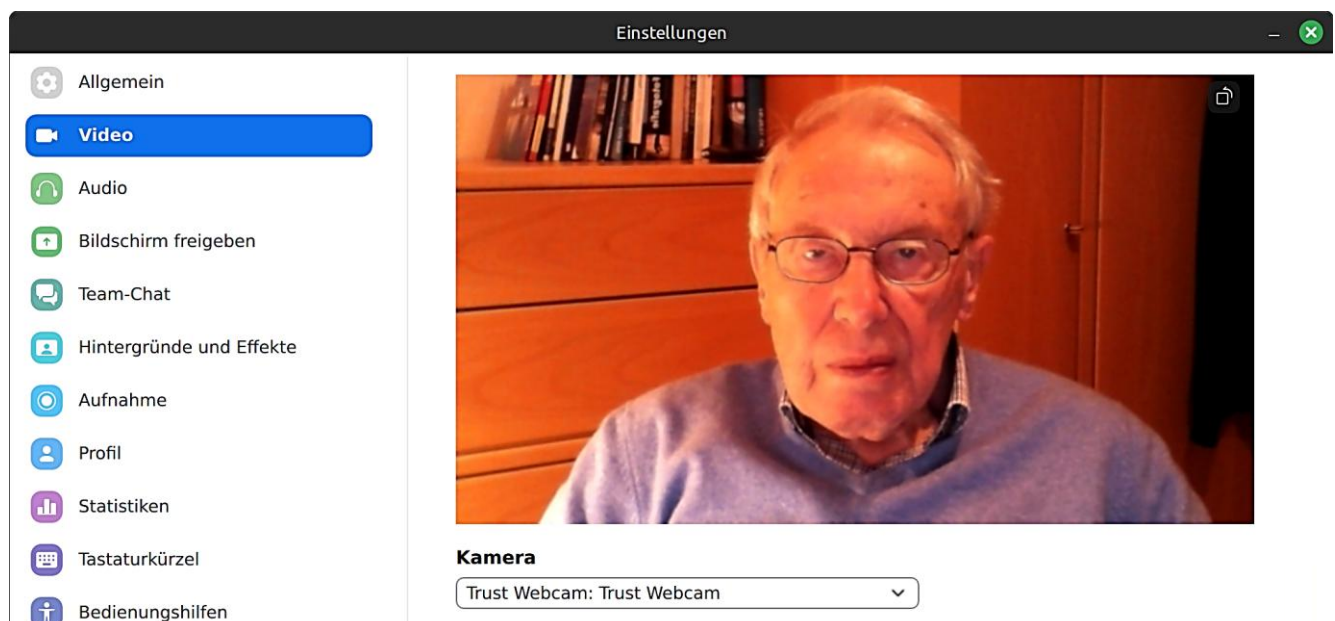 Einstellungen
Allgemein
Video
Audio
Bildschirm freigeben
Team-Chat
Hintergründe und Effekte
Aufnahme
Profil
Statistiken
Tastaturkürzel
Bedienungshilfen
Kamera
Trust Webcam: Trust Webcam